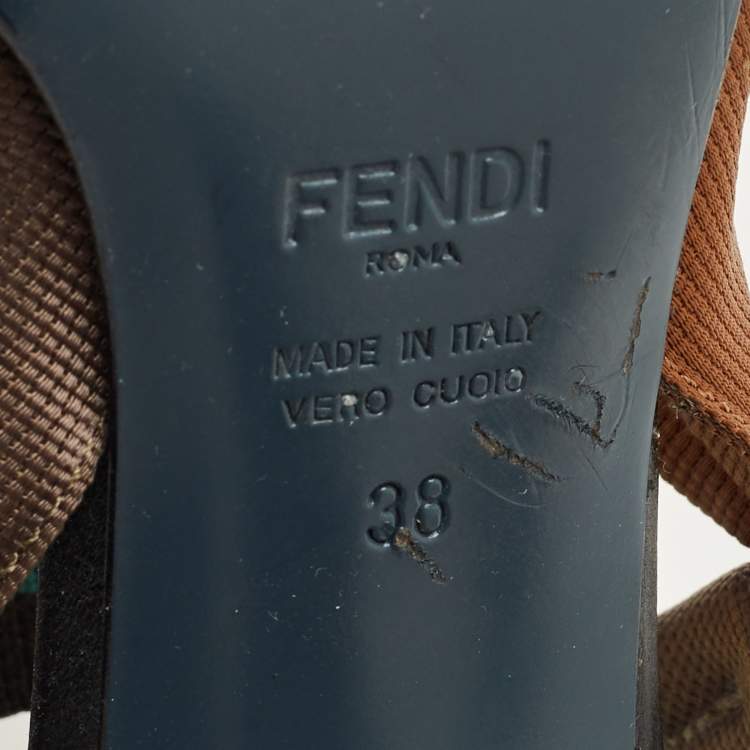 FENDI
ROMA
MADE IN ITALY
VERO CUOIO
38